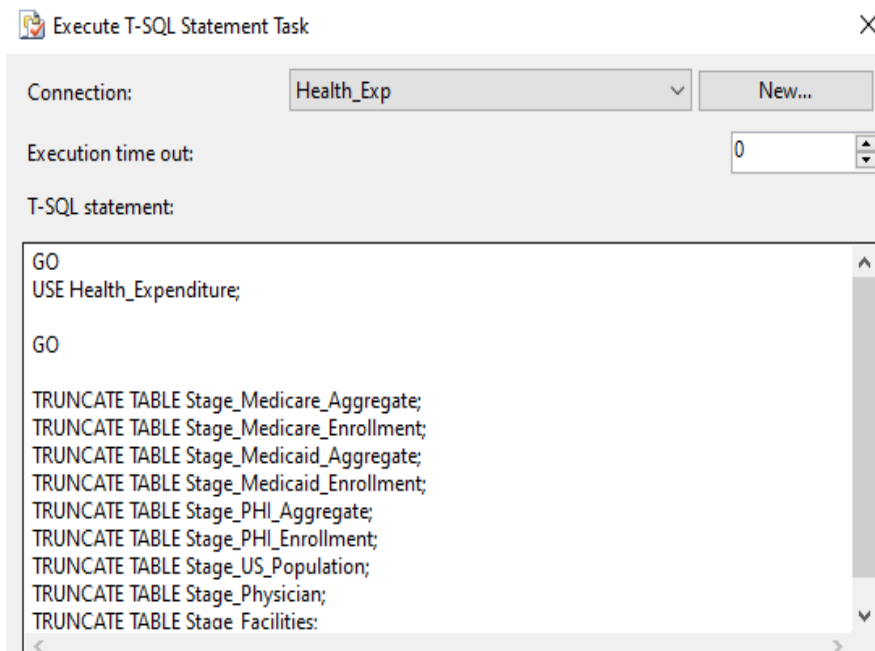 Execute T-SQL Statement Task
Connection:
Health_Exp
New...
Execution time out:
0
T-SQL statement:
GO
USE Health_Expenditure;
GO
TRUNCATE TABLE Stage_Medicare_Aggregate;
TRUNCATE TABLE Stage_Medicare_Enrollment;
TRUNCATE TABLE Stage_Medicaid_Aggregate;
TRUNCATE TABLE Stage_Medicaid_Enrollment;
TRUNCATE TABLE Stage_PHI_Aggregate;
TRUNCATE TABLE Stage_PHI_Enrollment;
TRUNCATE TABLE Stage_US_Population;
TRUNCATE TABLE Stage_Physician;
TRUNCATE TABLE Stage_Facilities;